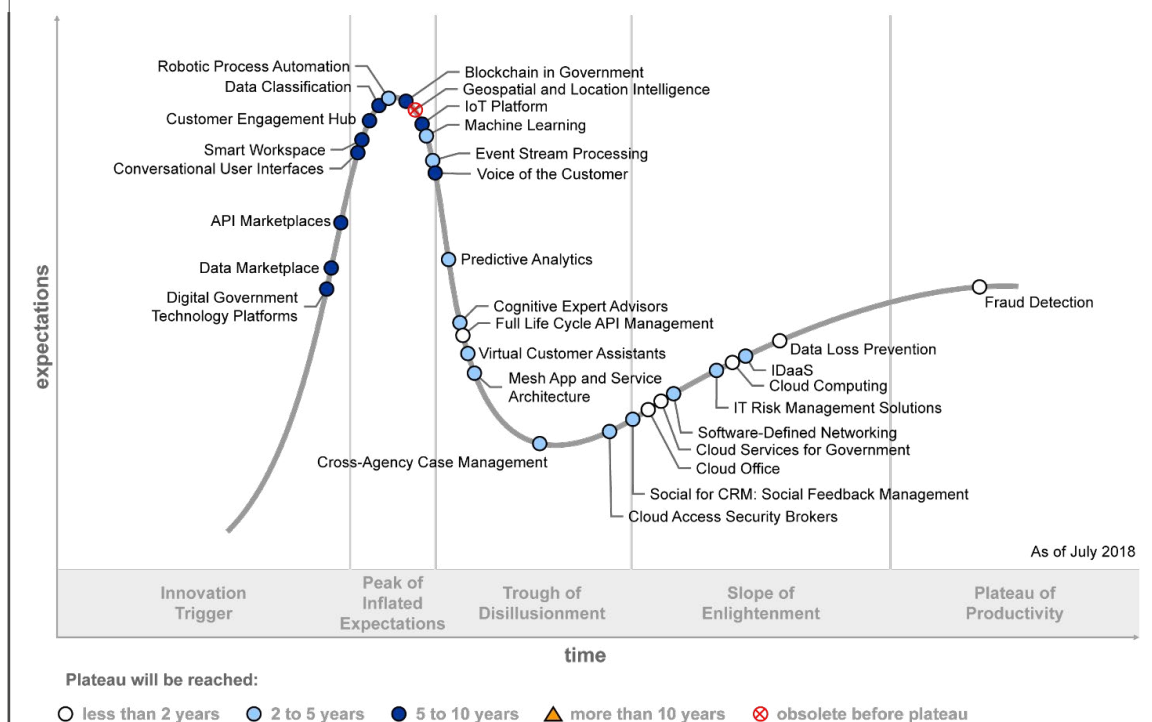 Robotic Process Automation
Data Classification
Customer Engagement Hub
Smart Workspace
Conversational User Interfaces
API Marketplaces
Data Marketplace
Digital Government
Technology Platforms
Blockchain in Government
Geospatial and Location Intelligence
IoT Platform
Machine Learning
Event Stream Processing
Voice of the Customer
Predictive Analytics
Cognitive Expert Advisors
Full Life Cycle API Management
Virtual Customer Assistants
Mesh App and Service
Architecture
Cross-Agency Case Management
Fraud Detection
Data Loss Prevention
IDaaS
Cloud Computing
IT Risk Management Solutions
Software-Defined Networking
Cloud Services for Government
Cloud Office
Social for CRM: Social Feedback Management
Cloud Access Security Brokers
expectations
As of July 2018
Innovation
Trigger
Peak of
Inflated
Expectations
Trough of
Disillusionment
Slope of
Enlightenment
Plateau of
Productivity
time
Plateau will be reached:
less than 2 years
2 to 5 years
5 to 10 years
more than 10 years
obsolete before plateau